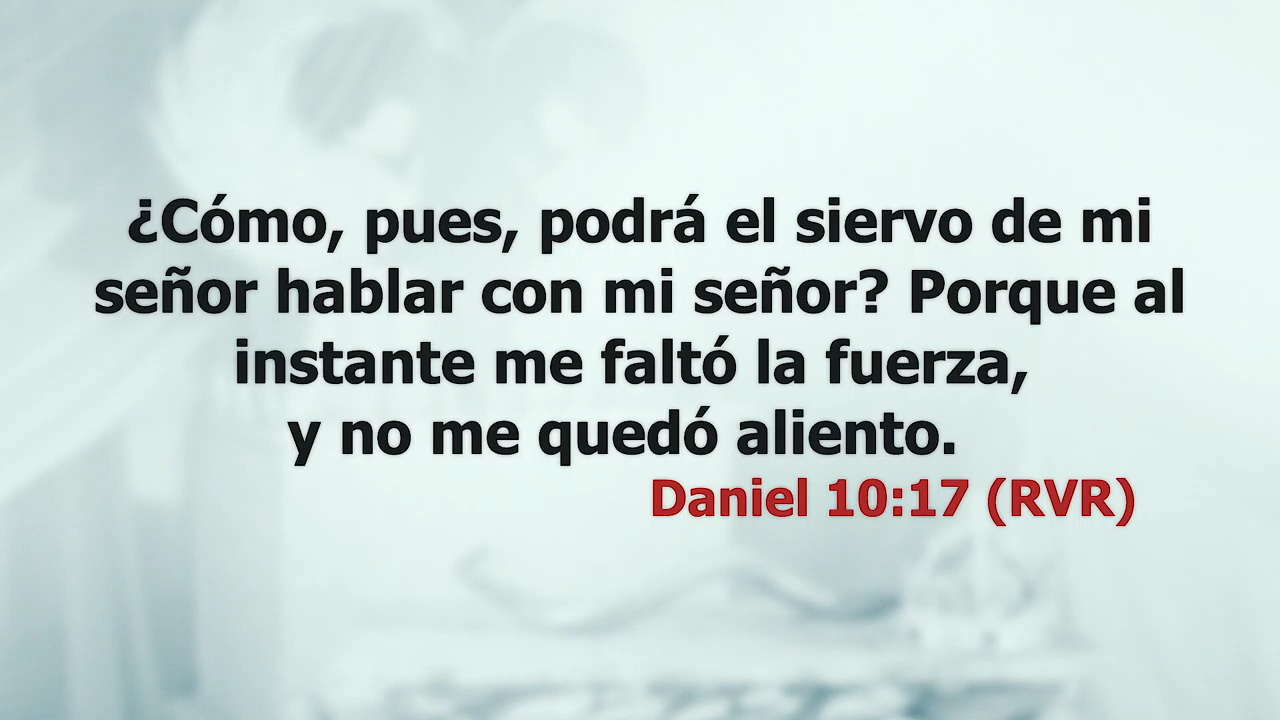 ¿Cómo, pues, podrá el siervo de mi
señor hablar con mi señor? Porque al
instante me faltó la fuerza,
y no me quedó aliento.
Daniel 10:17 (RVR)